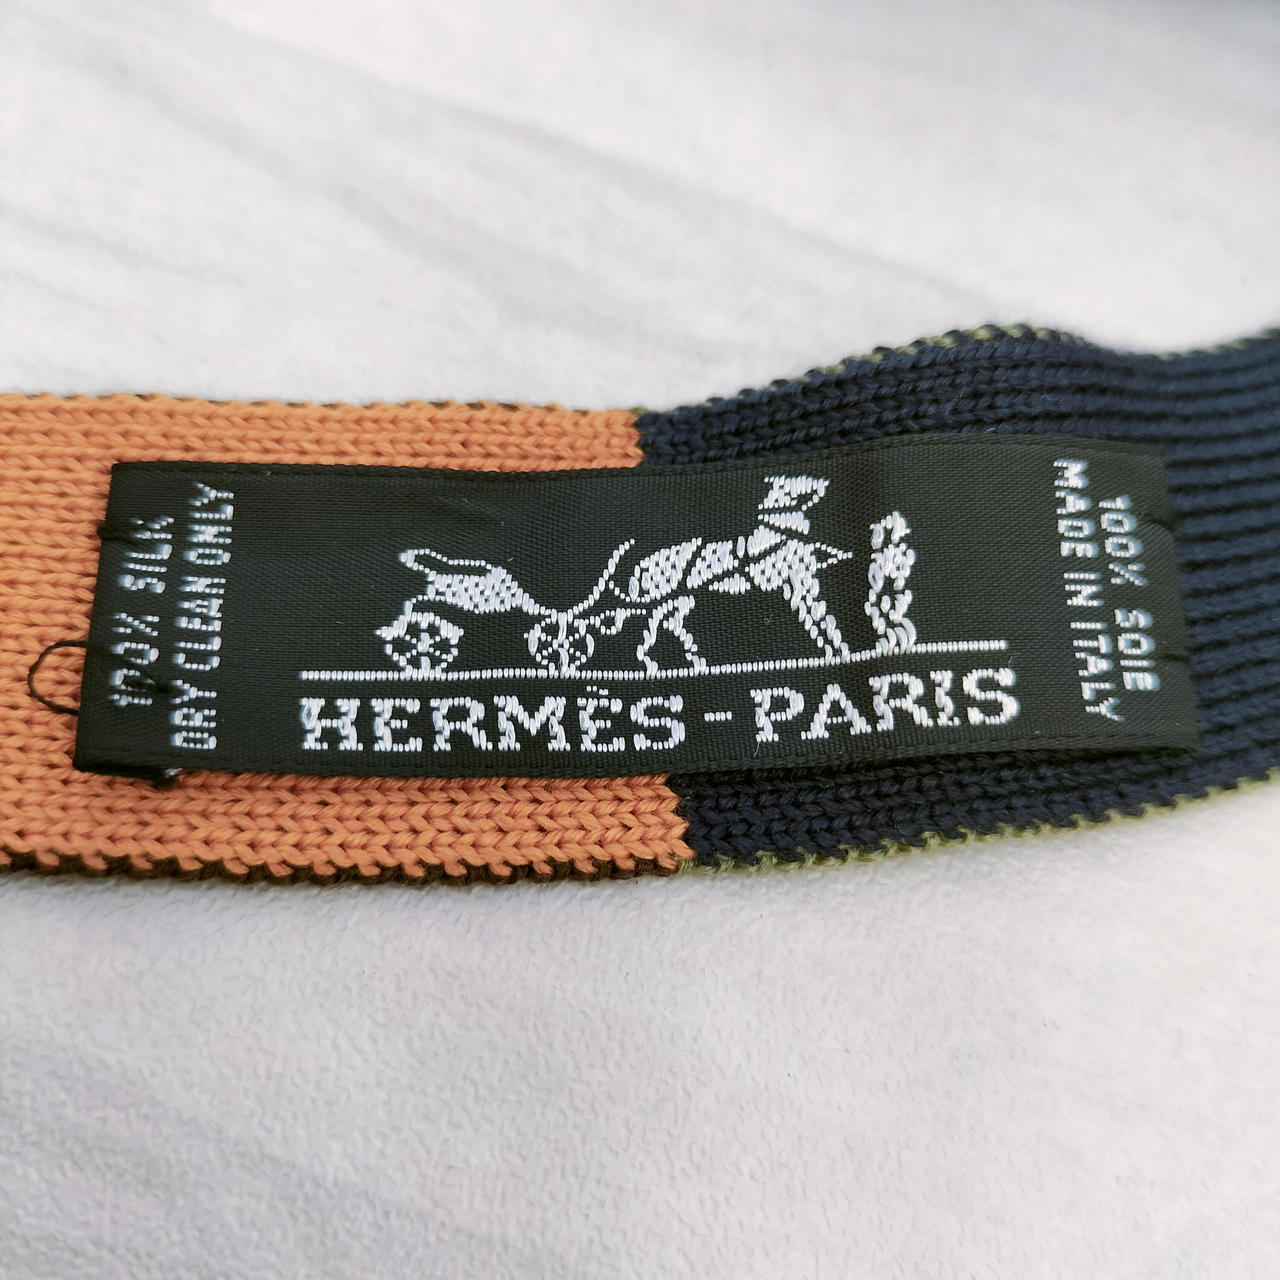 100% SILK
DRY CLEAN ONLY
HERMÈS-PARIS
100% SOIE
MADE IN ITALY